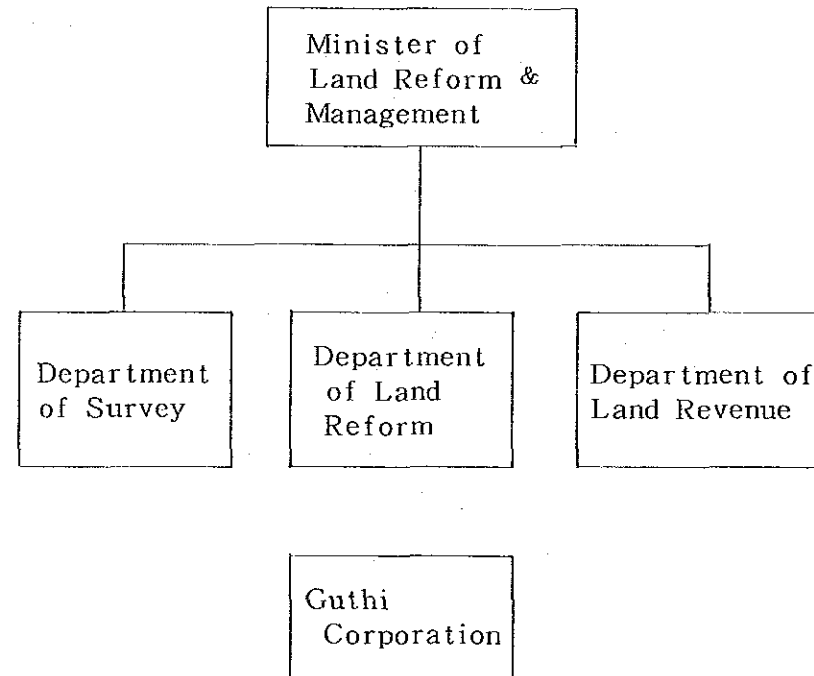 Minister of
Land Reform &
Management
Department
of Survey
Department
of Land
Reform
Department of
Land Revenue
Guthi
Corporation